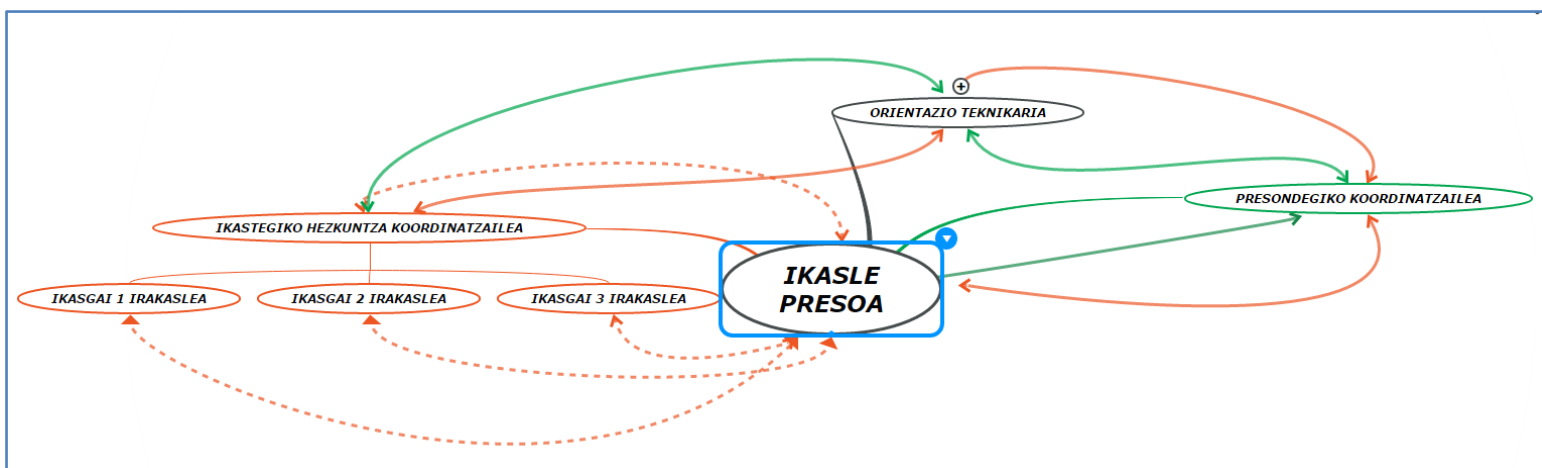 ORIENTAZIO TEKNIKARIA
PRESONDEGIKO KOORDINATZAILEA
IKASTEGIKO HEZKUNTZA KOORDINATZAILEA
IKASLE
PRESOA
IKASGAI 1 IRAKASLEA
IKASGAI 2 IRAKASLEA
IKASGAI 3 IRAKASLEA